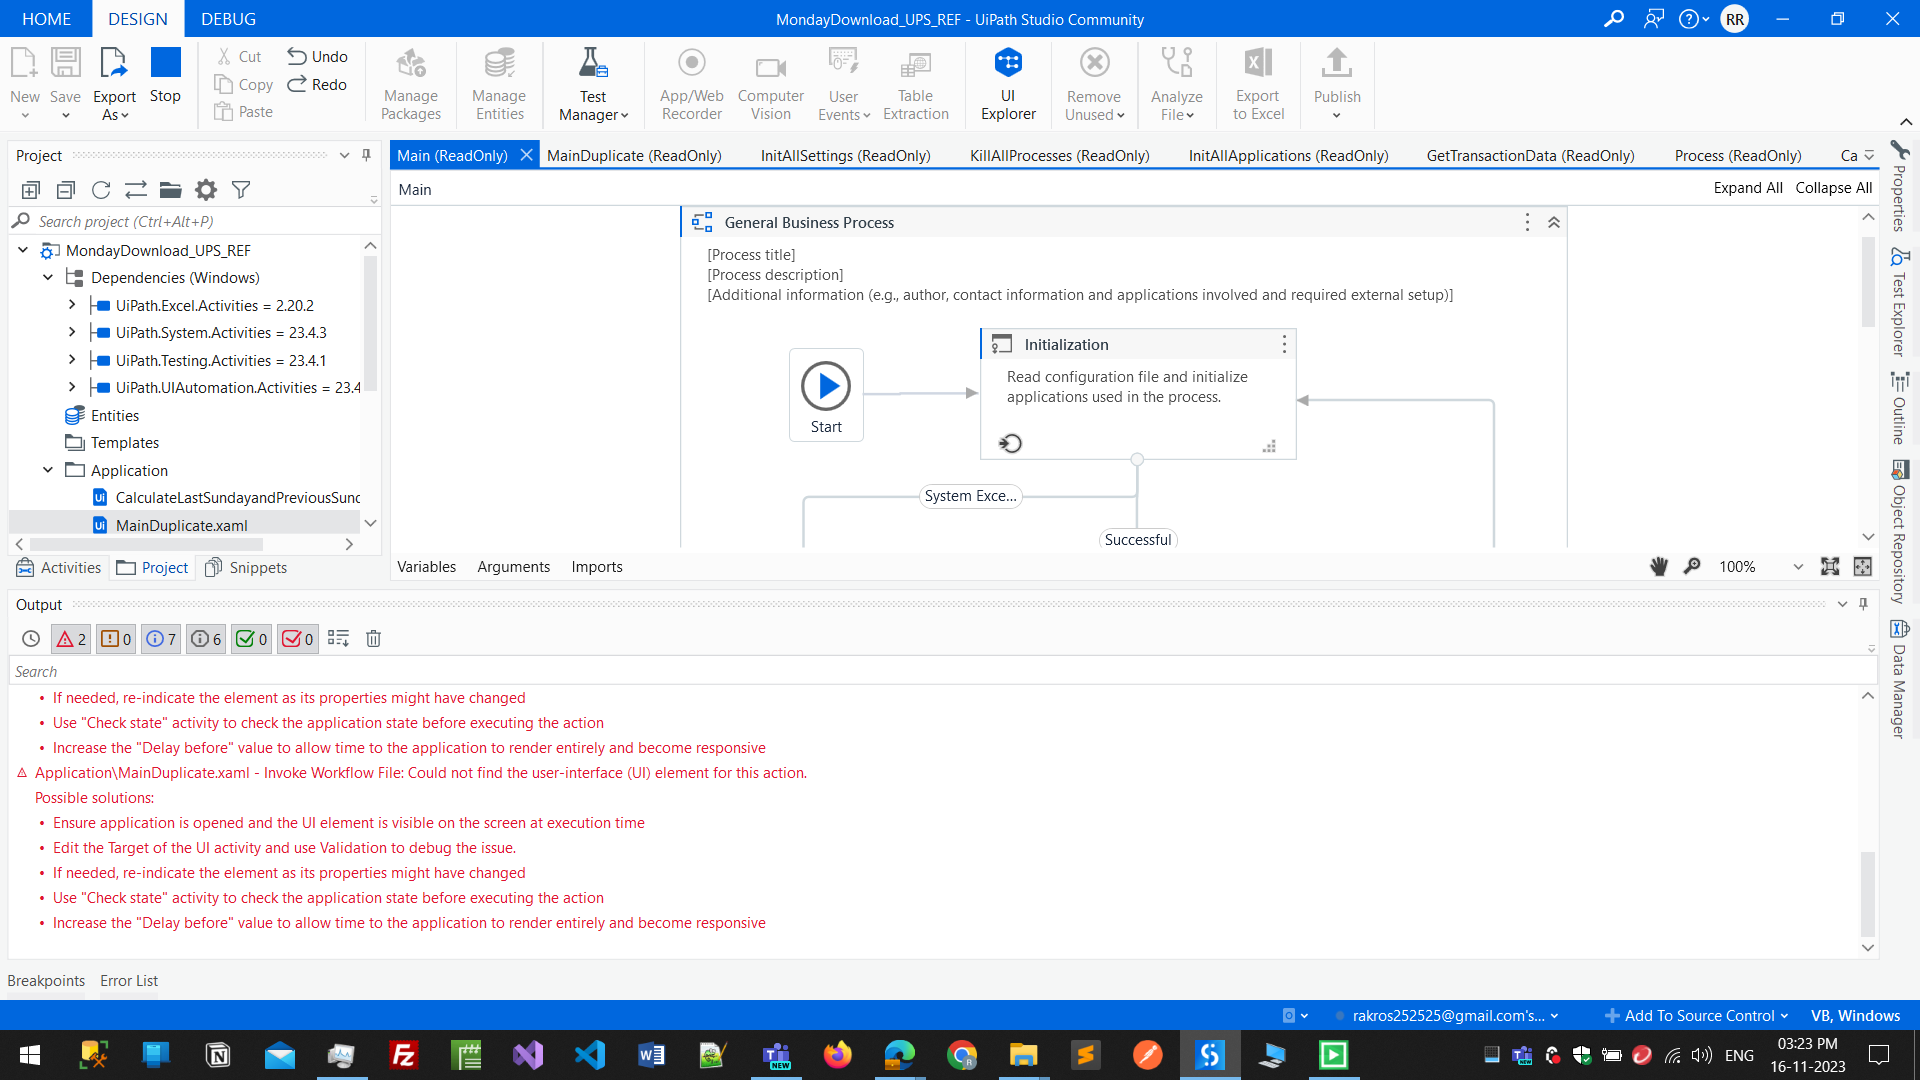 HOME DESIGN DEBUG MondayDownload_UPS_REF - UiPath Studio Community RR
New Save Export As Stop
Cut Copy Paste Undo Redo
Manage Packages
Manage Entities
Test Manager
App/Web Recorder
Computer Vision
User Events
Table Extraction
UI Explorer
Remove Unused
Analyze File
Export to Excel
Publish
Project
Search project (Ctrl+Alt+P)
MondayDownload_UPS_REF
Dependencies (Windows)
UiPath.Excel.Activities = 2.20.2
UiPath.System.Activities = 23.4.3
UiPath.Testing.Activities = 23.4.1
UiPath.UIAutomation.Activities = 23.4
Entities
Templates
Application
CalculateLastSundayandPreviousSund
MainDuplicate.xaml
Activities Project Snippets
Main (ReadOnly) MainDuplicate (ReadOnly) InitAllSettings (ReadOnly) KillAllProcesses (ReadOnly) InitAllApplications (ReadOnly) GetTransactionData (ReadOnly) Process (ReadOnly) Ca
Main Expand All Collapse All
General Business Process
[Process title]
[Process description]
[Additional information (e.g., author, contact information and applications involved and required external setup)]
Start
Initialization
Read configuration file and initialize
applications used in the process.
System Exce...
Successful
Variables Arguments Imports 100%
Properties
Test Explorer
Outline
Object Repository
Data Manager
Output
2 0 7 6 0 0
Search
• If needed, re-indicate the element as its properties might have changed
• Use "Check state" activity to check the application state before executing the action
• Increase the "Delay before" value to allow time to the application to render entirely and become responsive
Application\MainDuplicate.xaml - Invoke Workflow File: Could not find the user-interface (UI) element for this action.
Possible solutions:
• Ensure application is opened and the UI element is visible on the screen at execution time
• Edit the Target of the UI activity and use Validation to debug the issue.
• If needed, re-indicate the element as its properties might have changed
• Use "Check state" activity to check the application state before executing the action
• Increase the "Delay before" value to allow time to the application to render entirely and become responsive
Breakpoints Error List
rakros252525@gmail.com's... Add To Source Control VB, Windows
ENG 03:23 PM
16-11-2023